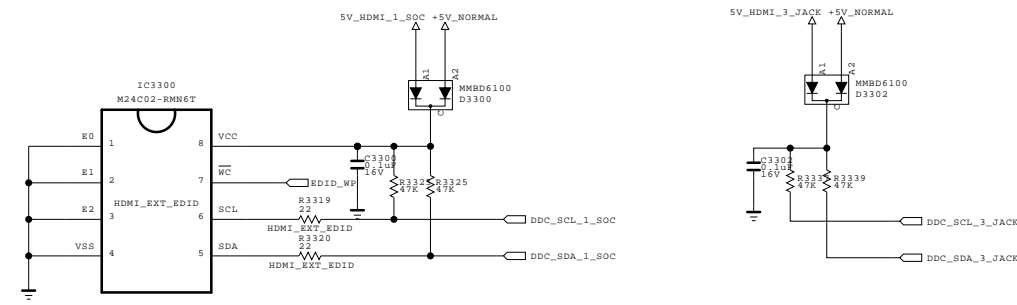 5V_HDMI_1_SOC +5V_NORMAL
A1
A2
MMBD6100
D3300
C
IC3300
M24C02-RMN6T
E0
1
8
VCC
E1
2
7
WC
EDID_WP
HDMI_EXT_EDID
E2
3
6
SCL
VSS
4
5
SDA
C3300
0.1uF
16V
R3325
47K
47K
R3319
22
HDMI_EXT_EDID
DDC_SCL_1_SOC
R3320
22
HDMI_EXT_EDID
DDC_SDA_1_SOC
5V_HDMI_3_JACK +5V_NORMAL
A1
A2
MMBD6100
D3302
C
C3302
0.1uF
16V
R3339
47K
47K
DDC_SCL_3_JACK
DDC_SDA_3_JACK